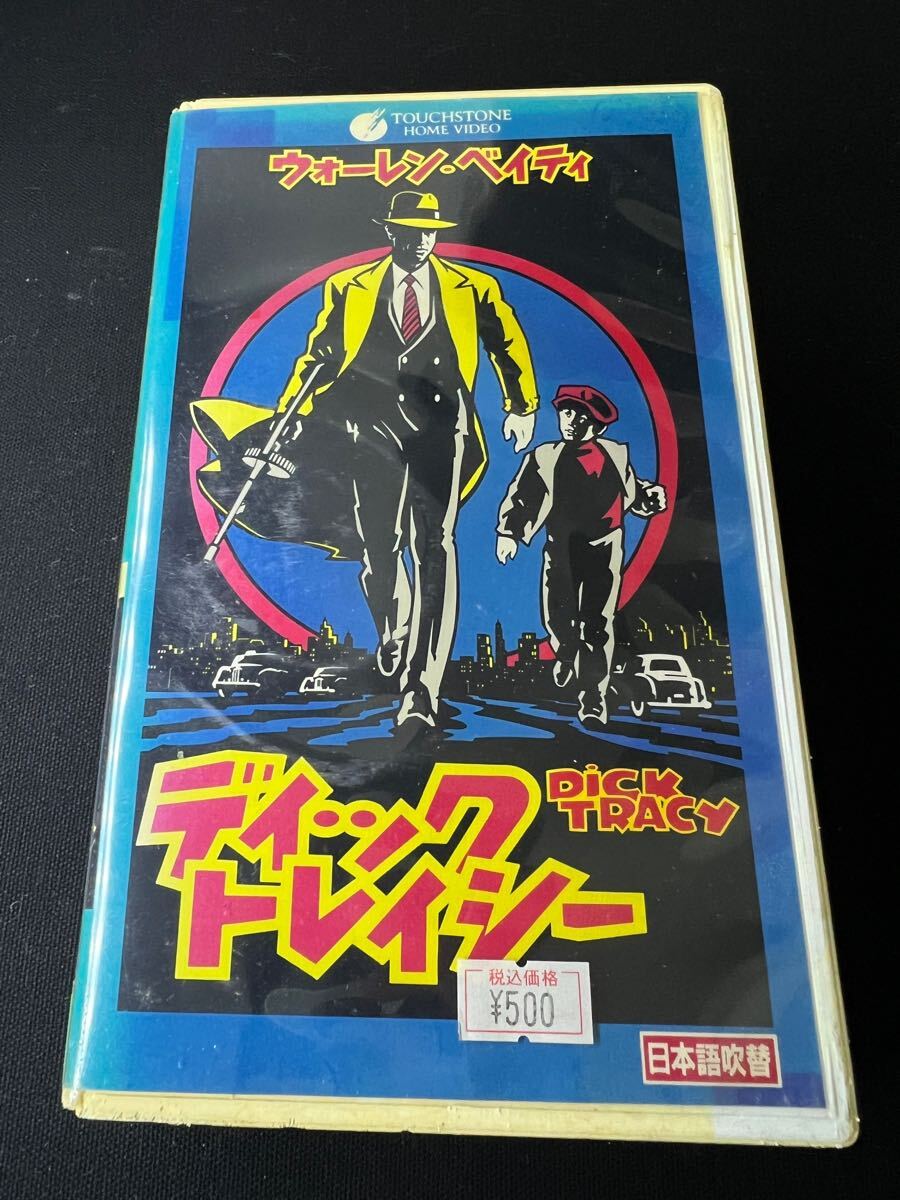 TOUCHSTONE
HOME VIDEO
ウォーレン・ベイティ
ディック
トレイシー
DiCK
TRACY
税込価格
¥500
日本語吹替